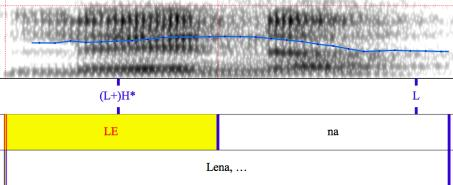 (L+)H* L
LE na
Lena, …